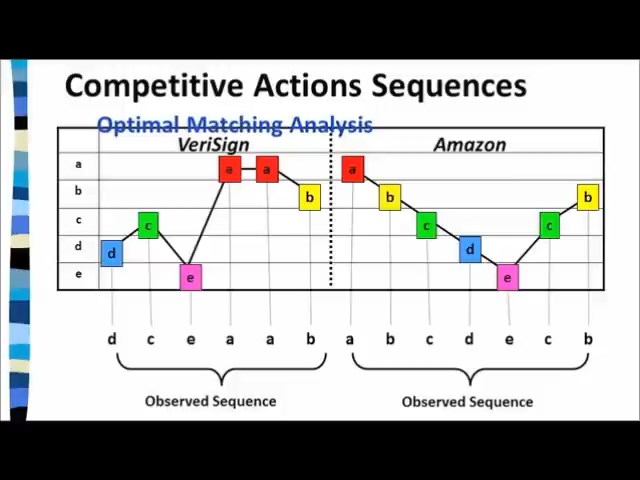 Competitive Actions Sequences
Optimal Matching Analysis
VeriSign Amazon
a a a a
b b b b
c c c c
d d d
e e e
d c e a a b a b c d e c b
Observed Sequence Observed Sequence